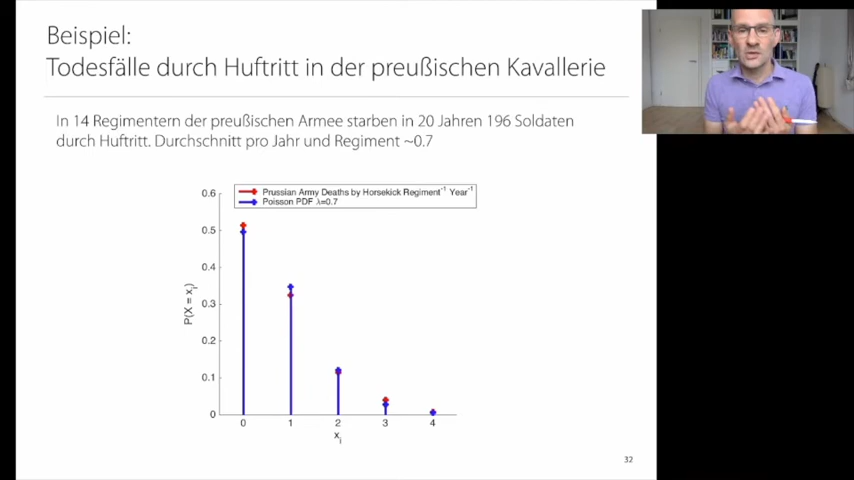 Beispiel:
Todesfälle durch Huftritt in der preußischen Kavallerie
In 14 Regimentern der preußischen Armee starben in 20 Jahren 196 Soldaten
durch Huftritt. Durchschnitt pro Jahr und Regiment ~0.7
Prussian Army Deaths by Horsekick Regiment⁻¹ Year⁻¹
Poisson PDF λ=0.7
0.6
0.5
0.4
0.3
0.2
0.1
0
P(X = xᵢ)
0 1 2 3 4
xᵢ
32